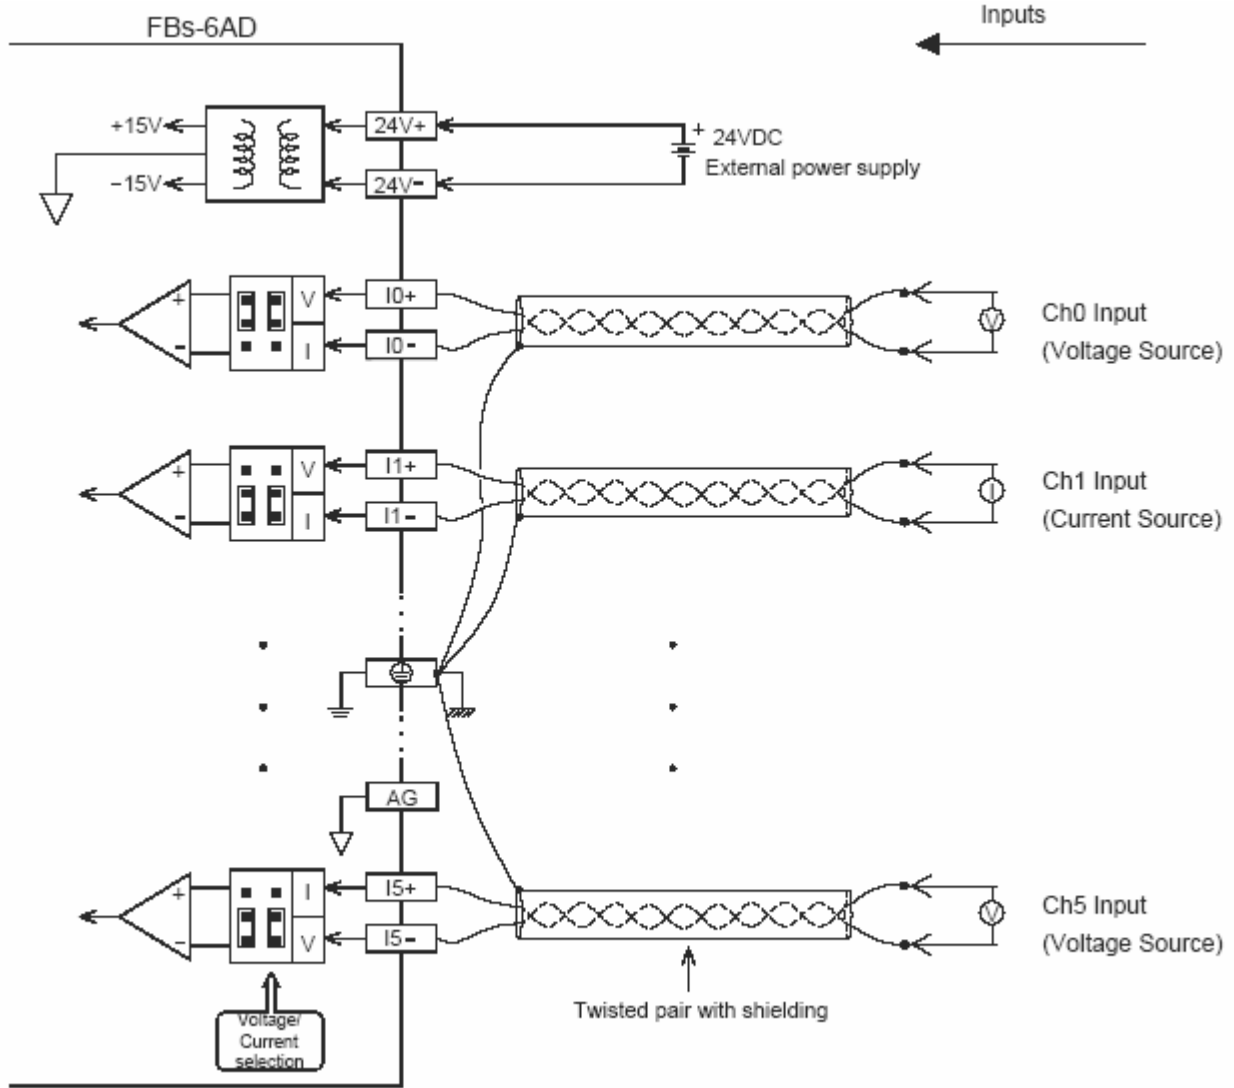 FBs-6AD
Inputs
+15V
24V+
+ 24VDC
External power supply
−15V
24V−
+
V
I0+
V
Ch0 Input
−
I
I0−
(Voltage Source)
+
V
I1+
I
Ch1 Input
−
I
I1−
(Current Source)
AG
+
I
I5+
V
Ch5 Input
−
V
I5−
(Voltage Source)
Twisted pair with shielding
Voltage/
Current
selection